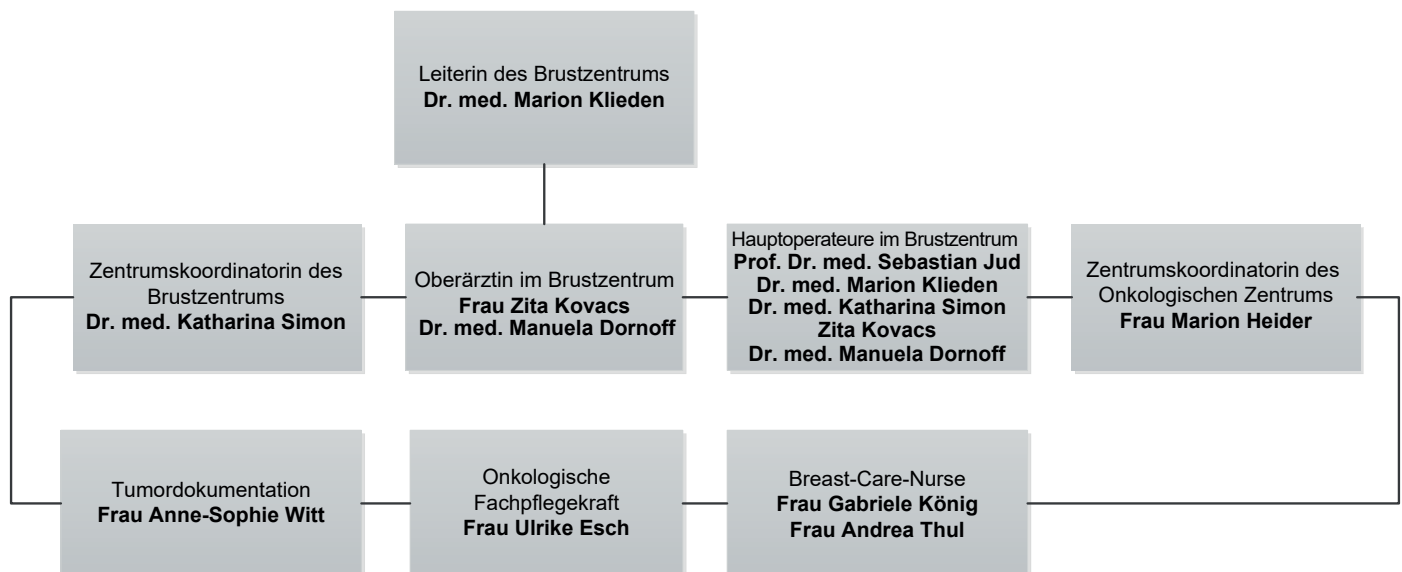 Leiterin des Brustzentrums
Dr. med. Marion Klieden
Zentrumskoordinatorin des
Brustzentrums
Dr. med. Katharina Simon
Oberärztin im Brustzentrum
Frau Zita Kovacs
Dr. med. Manuela Dornoff
Hauptoperateure im Brustzentrum
Prof. Dr. med. Sebastian Jud
Dr. med. Marion Klieden
Dr. med. Katharina Simon
Zita Kovacs
Dr. med. Manuela Dornoff
Zentrumskoordinatorin des
Onkologischen Zentrums
Frau Marion Heider
Tumordokumentation
Frau Anne-Sophie Witt
Onkologische
Fachpflegekraft
Frau Ulrike Esch
Breast-Care-Nurse
Frau Gabriele König
Frau Andrea Thul